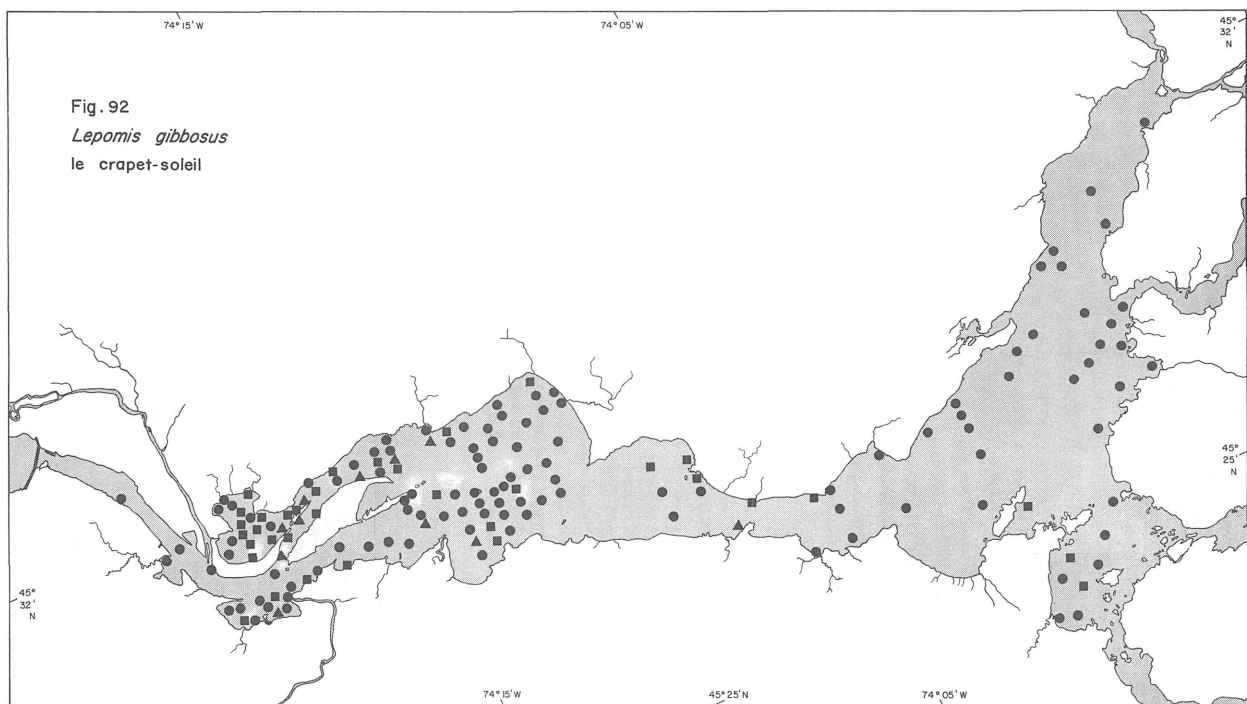 74° 15' W
74° 05' W
45°
32'
N
Fig. 92
Lepomis gibbosus
le crapet-soleil
45°
25'
N
45°
32'
N
74° 15' W
45° 25' N
74° 05' W